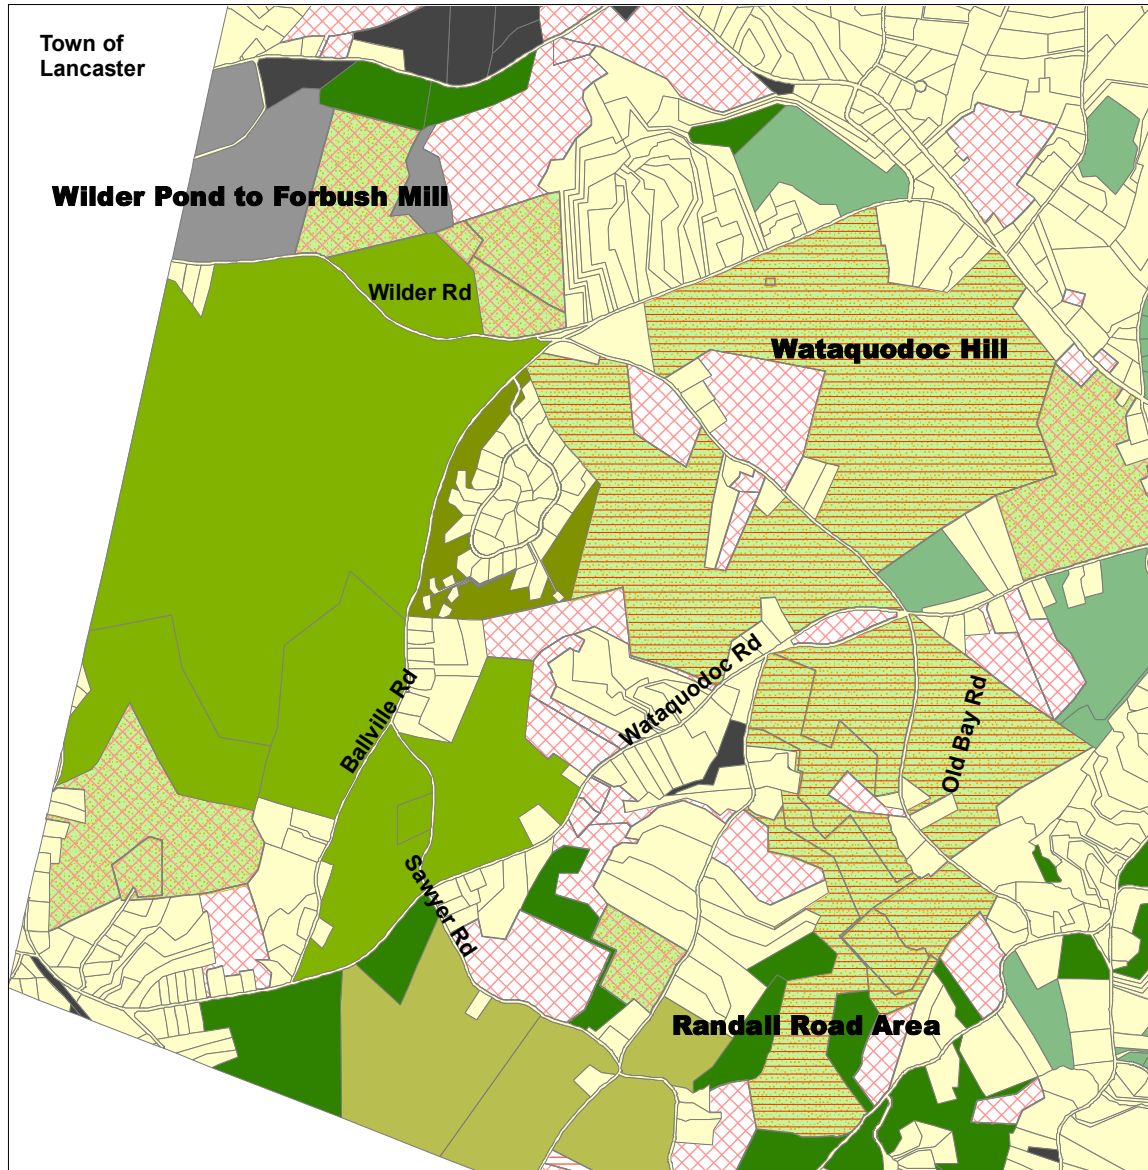 Town of
Lancaster
Wilder Pond to Forbush Mill
Wilder Rd
Wataquodoc Hill
Wataquodoc Rd
Ballville Rd
Old Bay Rd
Sawyer Rd
Randall Road Area